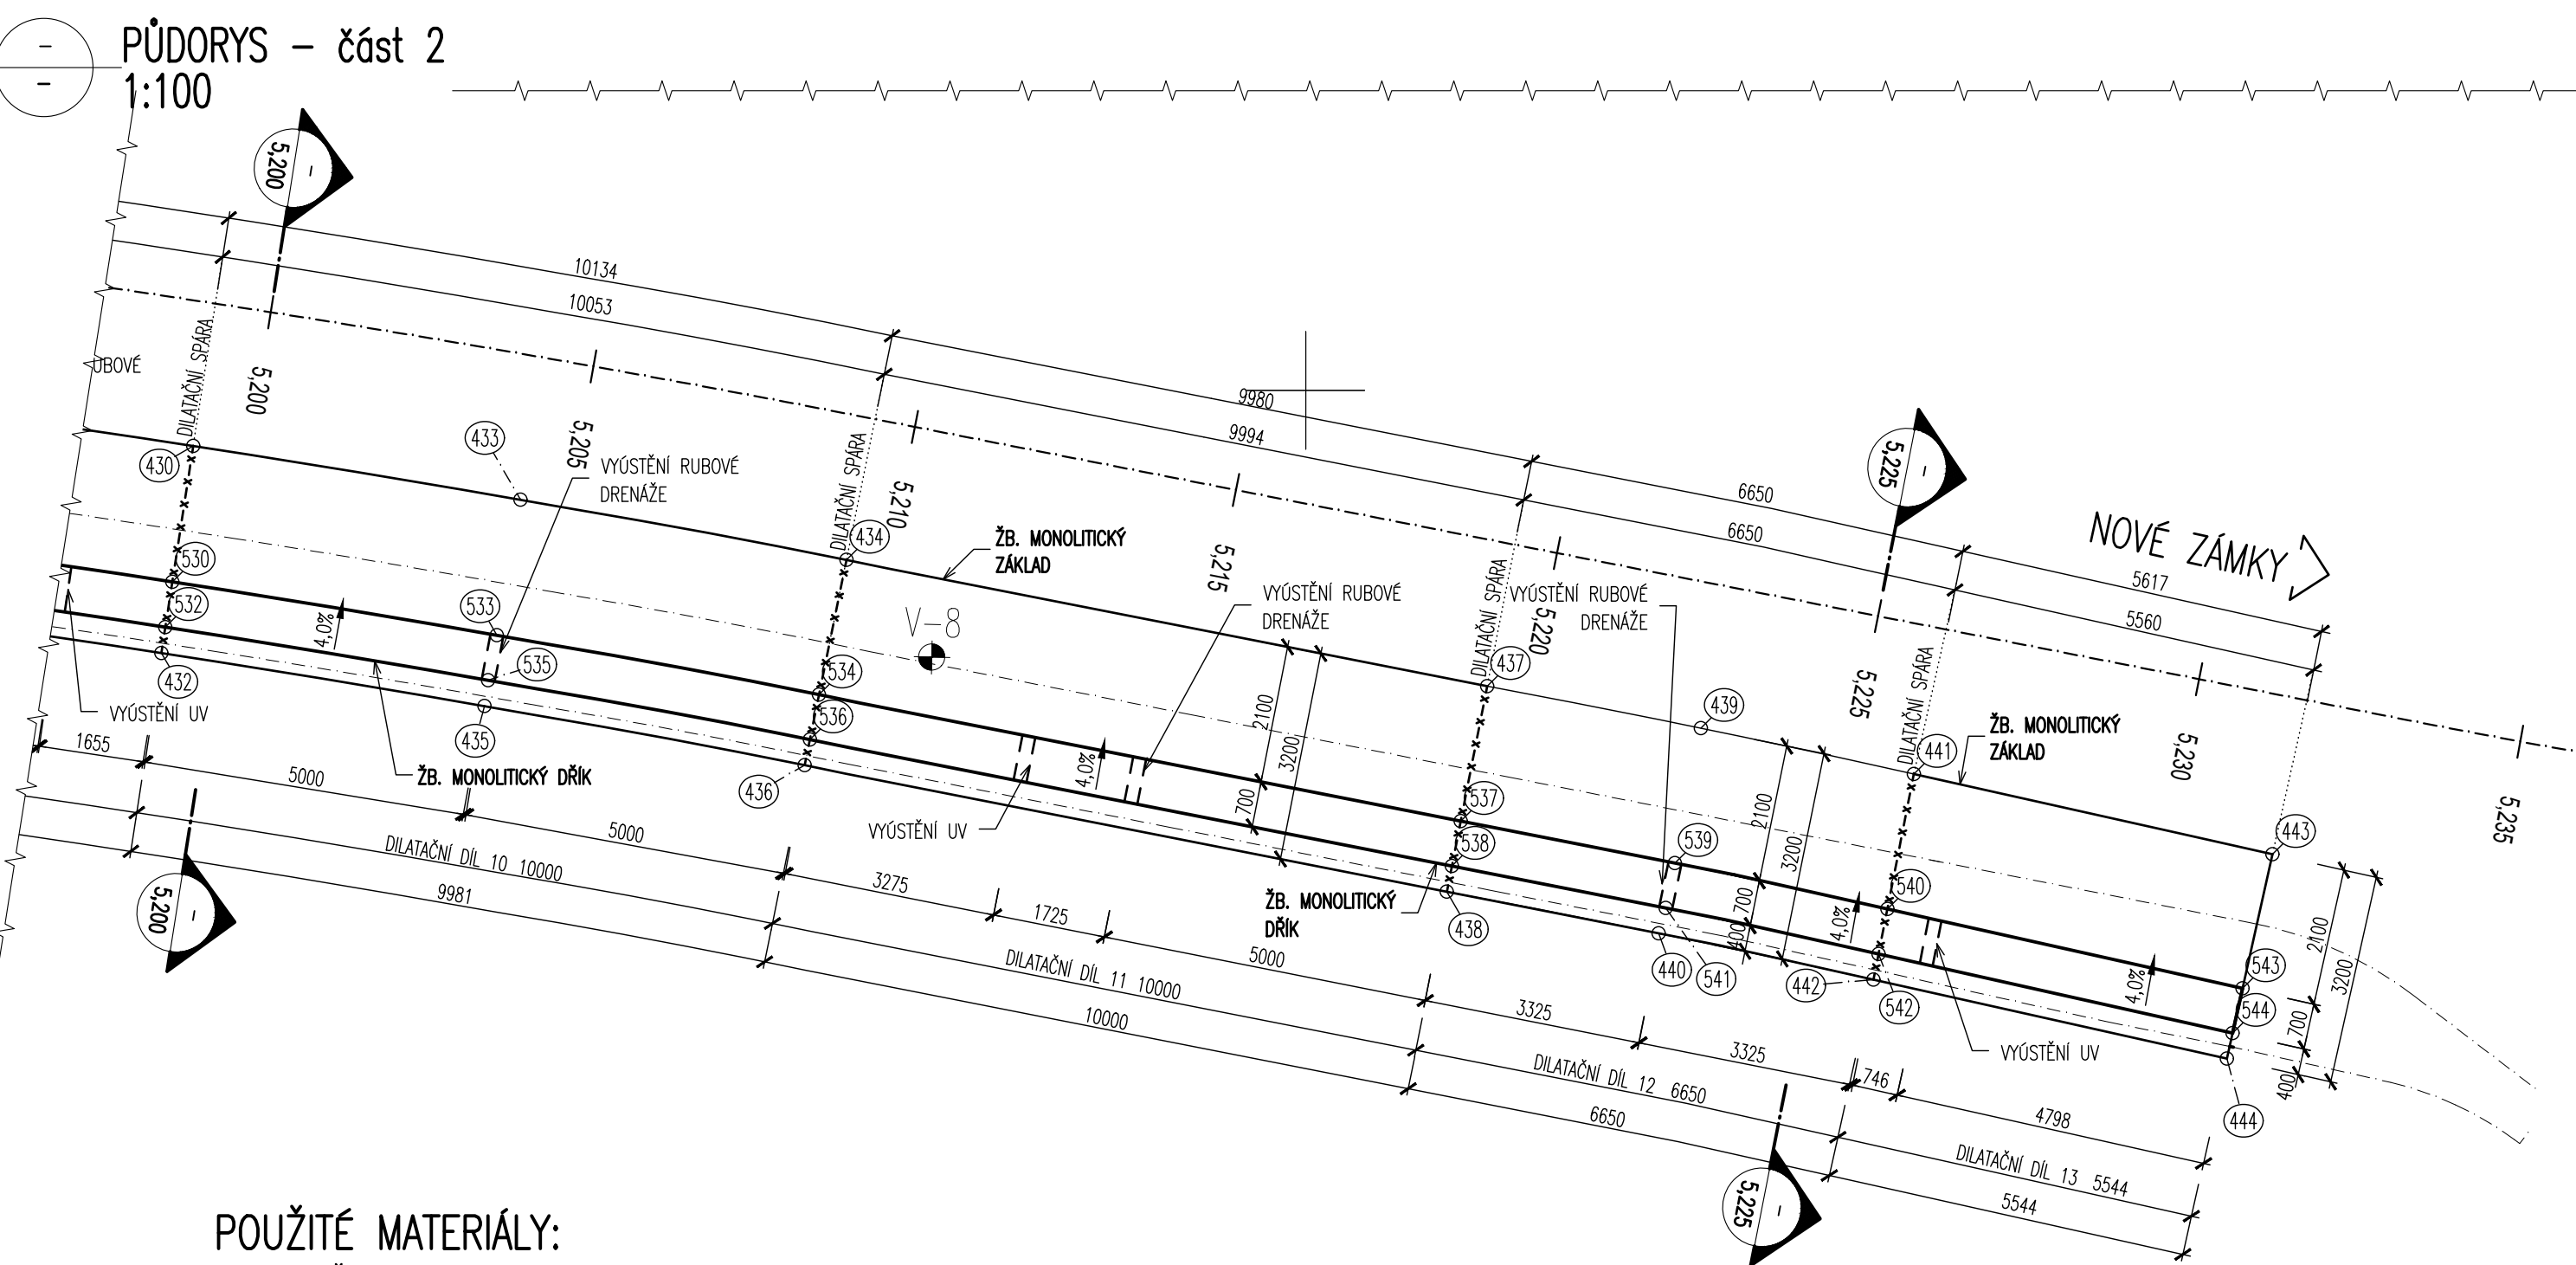 PŮDORYS – část 2
1:100
5,200
10134
10053
DILATAČNÍ SPÁRA
UBOVÉ
5,200
430
433
5,205
VYÚSTĚNÍ RUBOVÉ
DRENÁŽE
DILATAČNÍ SPÁRA
434
5,210
9980
9994
ŽB. MONOLITICKÝ
ZÁKLAD
5,215
VYÚSTĚNÍ RUBOVÉ
DRENÁŽE
VYÚSTĚNÍ RUBOVÉ
DRENÁŽE
DILATAČNÍ SPÁRA
5,220
437
6650
6650
5,225
NOVÉ ZÁMKY
5617
5560
530
532
533
535
4,0%
432
435
VYÚSTĚNÍ UV
ŽB. MONOLITICKÝ DŘÍK
V–8
534
536
436
VYÚSTĚNÍ UV
4,0%
2100
3200
700
439
5,225
DILATAČNÍ SPÁRA
441
ŽB. MONOLITICKÝ
ZÁKLAD
5,230
5,235
443
537
538
539
438
ŽB. MONOLITICKÝ
DŘÍK
2100
3200
700
400
440
541
442
540
542
4,0%
4,0%
VYÚSTĚNÍ UV
543
544
444
2100
3200
700
400
1655
5000
5000
3275
1725
5000
3325
3325
746
4798
DILATAČNÍ DÍL 10 10000
DILATAČNÍ DÍL 11 10000
DILATAČNÍ DÍL 12 6650
DILATAČNÍ DÍL 13 5544
9981
10000
6650
5544
5,200
5,225
POUŽITÉ MATERIÁLY: